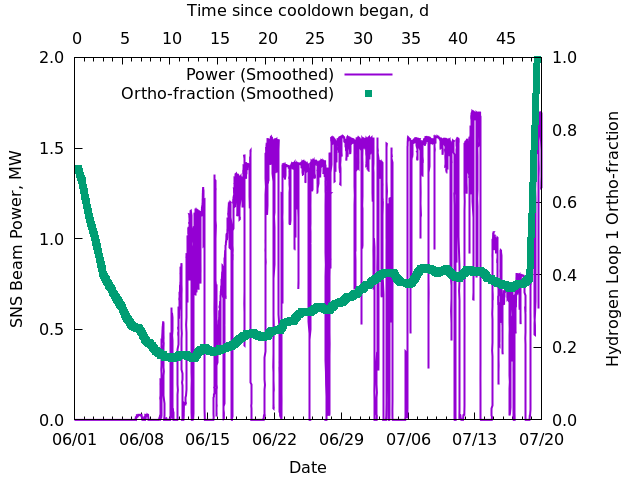 Time since cooldown began, d
0 5 10 15 20 25 30 35 40 45
2.0 1.5 1.0 0.5 0.0
SNS Beam Power, MW
Power (Smoothed)
Ortho-fraction (Smoothed)
1.0 0.8 0.6 0.4 0.2 0.0
Hydrogen Loop 1 Ortho-fraction
06/01 06/08 06/15 06/22 06/29 07/06 07/13 07/20
Date